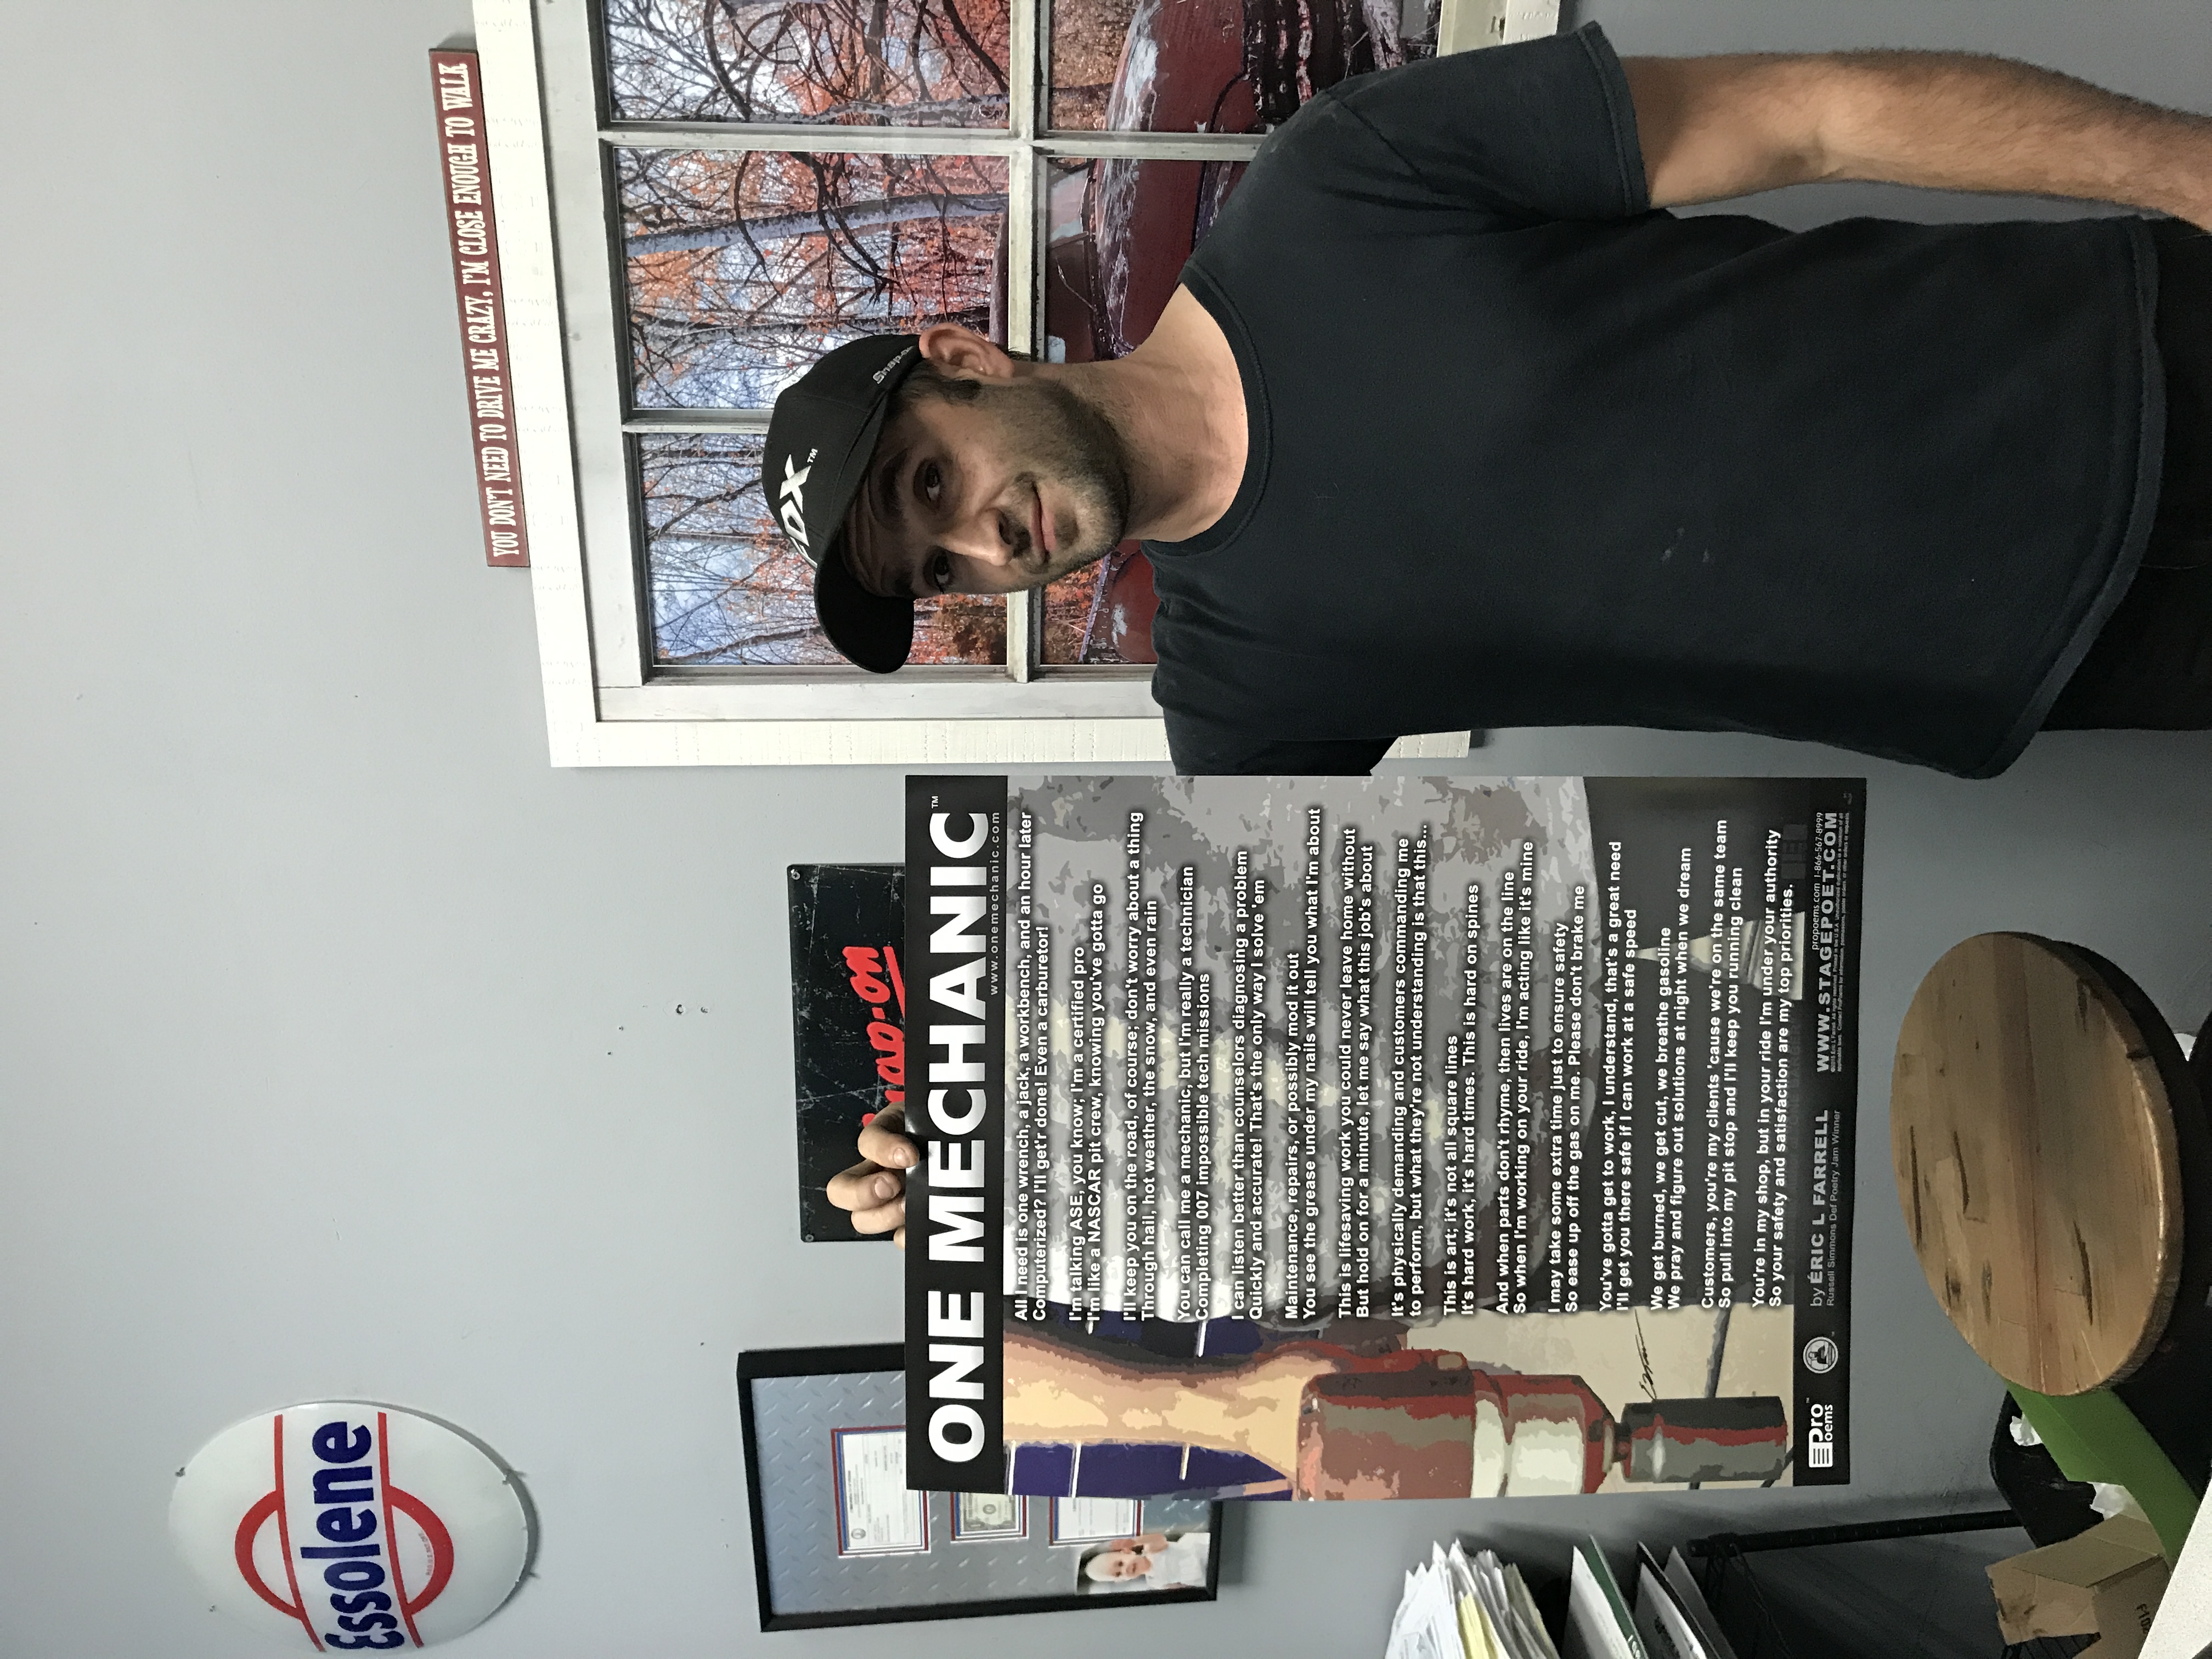 YOU DON'T NEED TO DRIVE ME CRAZY, I'M CLOSE ENOUGH TO WALK
Essolene
DX™
ONE MECHANIC™
www.onemechanic.com
All I need is one wrench, a jack, a workbench, and an hour later
Computerized? I'll get'r done! Even a carburetor!
I'm talking ASE, you know; I'm a certified pro
I'm like a NASCAR pit crew, knowing you've gotta go
I'll keep you on the road, of course; don't worry about a thing
Through hail, hot weather, the snow, and even rain
You can call me a mechanic, but I'm really a technician
Completing 007 impossible tech missions
I can listen better than counselors diagnosing a problem
Quickly and accurate! That's the only way I solve 'em
Maintenance, repairs, or possibly mod it out
You see the grease under my nails will tell you what I'm about
This is lifesaving work you could never leave home without
But hold on for a minute, let me say what this job's about
It's physically demanding and customers commanding me
to perform, but what they're not understanding is that this...
This is art; it's not all square lines
It's hard work, it's hard times. This is hard on spines
And when parts don't rhyme, then lives are on the line
So when I'm working on your ride, I'm acting like it's mine
I may take some extra time just to ensure safety
So ease up off the gas on me. Please don't brake me
You've gotta get to work, I understand, that's a great need
I'll get you there safe if I can work at a safe speed
We get burned, we get cut, we breathe gasoline
We pray and figure out solutions at night when we dream
Customers, you're my clients 'cause we're on the same team
So pull into my pit stop and I'll keep you running clean
You're in my shop, but in your ride I'm under your authority
So your safety and satisfaction are my top priorities.
Pro
oems
by ERIC L FARRELL
Russell Simmons Def Poetry Jam Winner
propoems.com 1-866-567-8999
WWW.STAGEPOET.COM